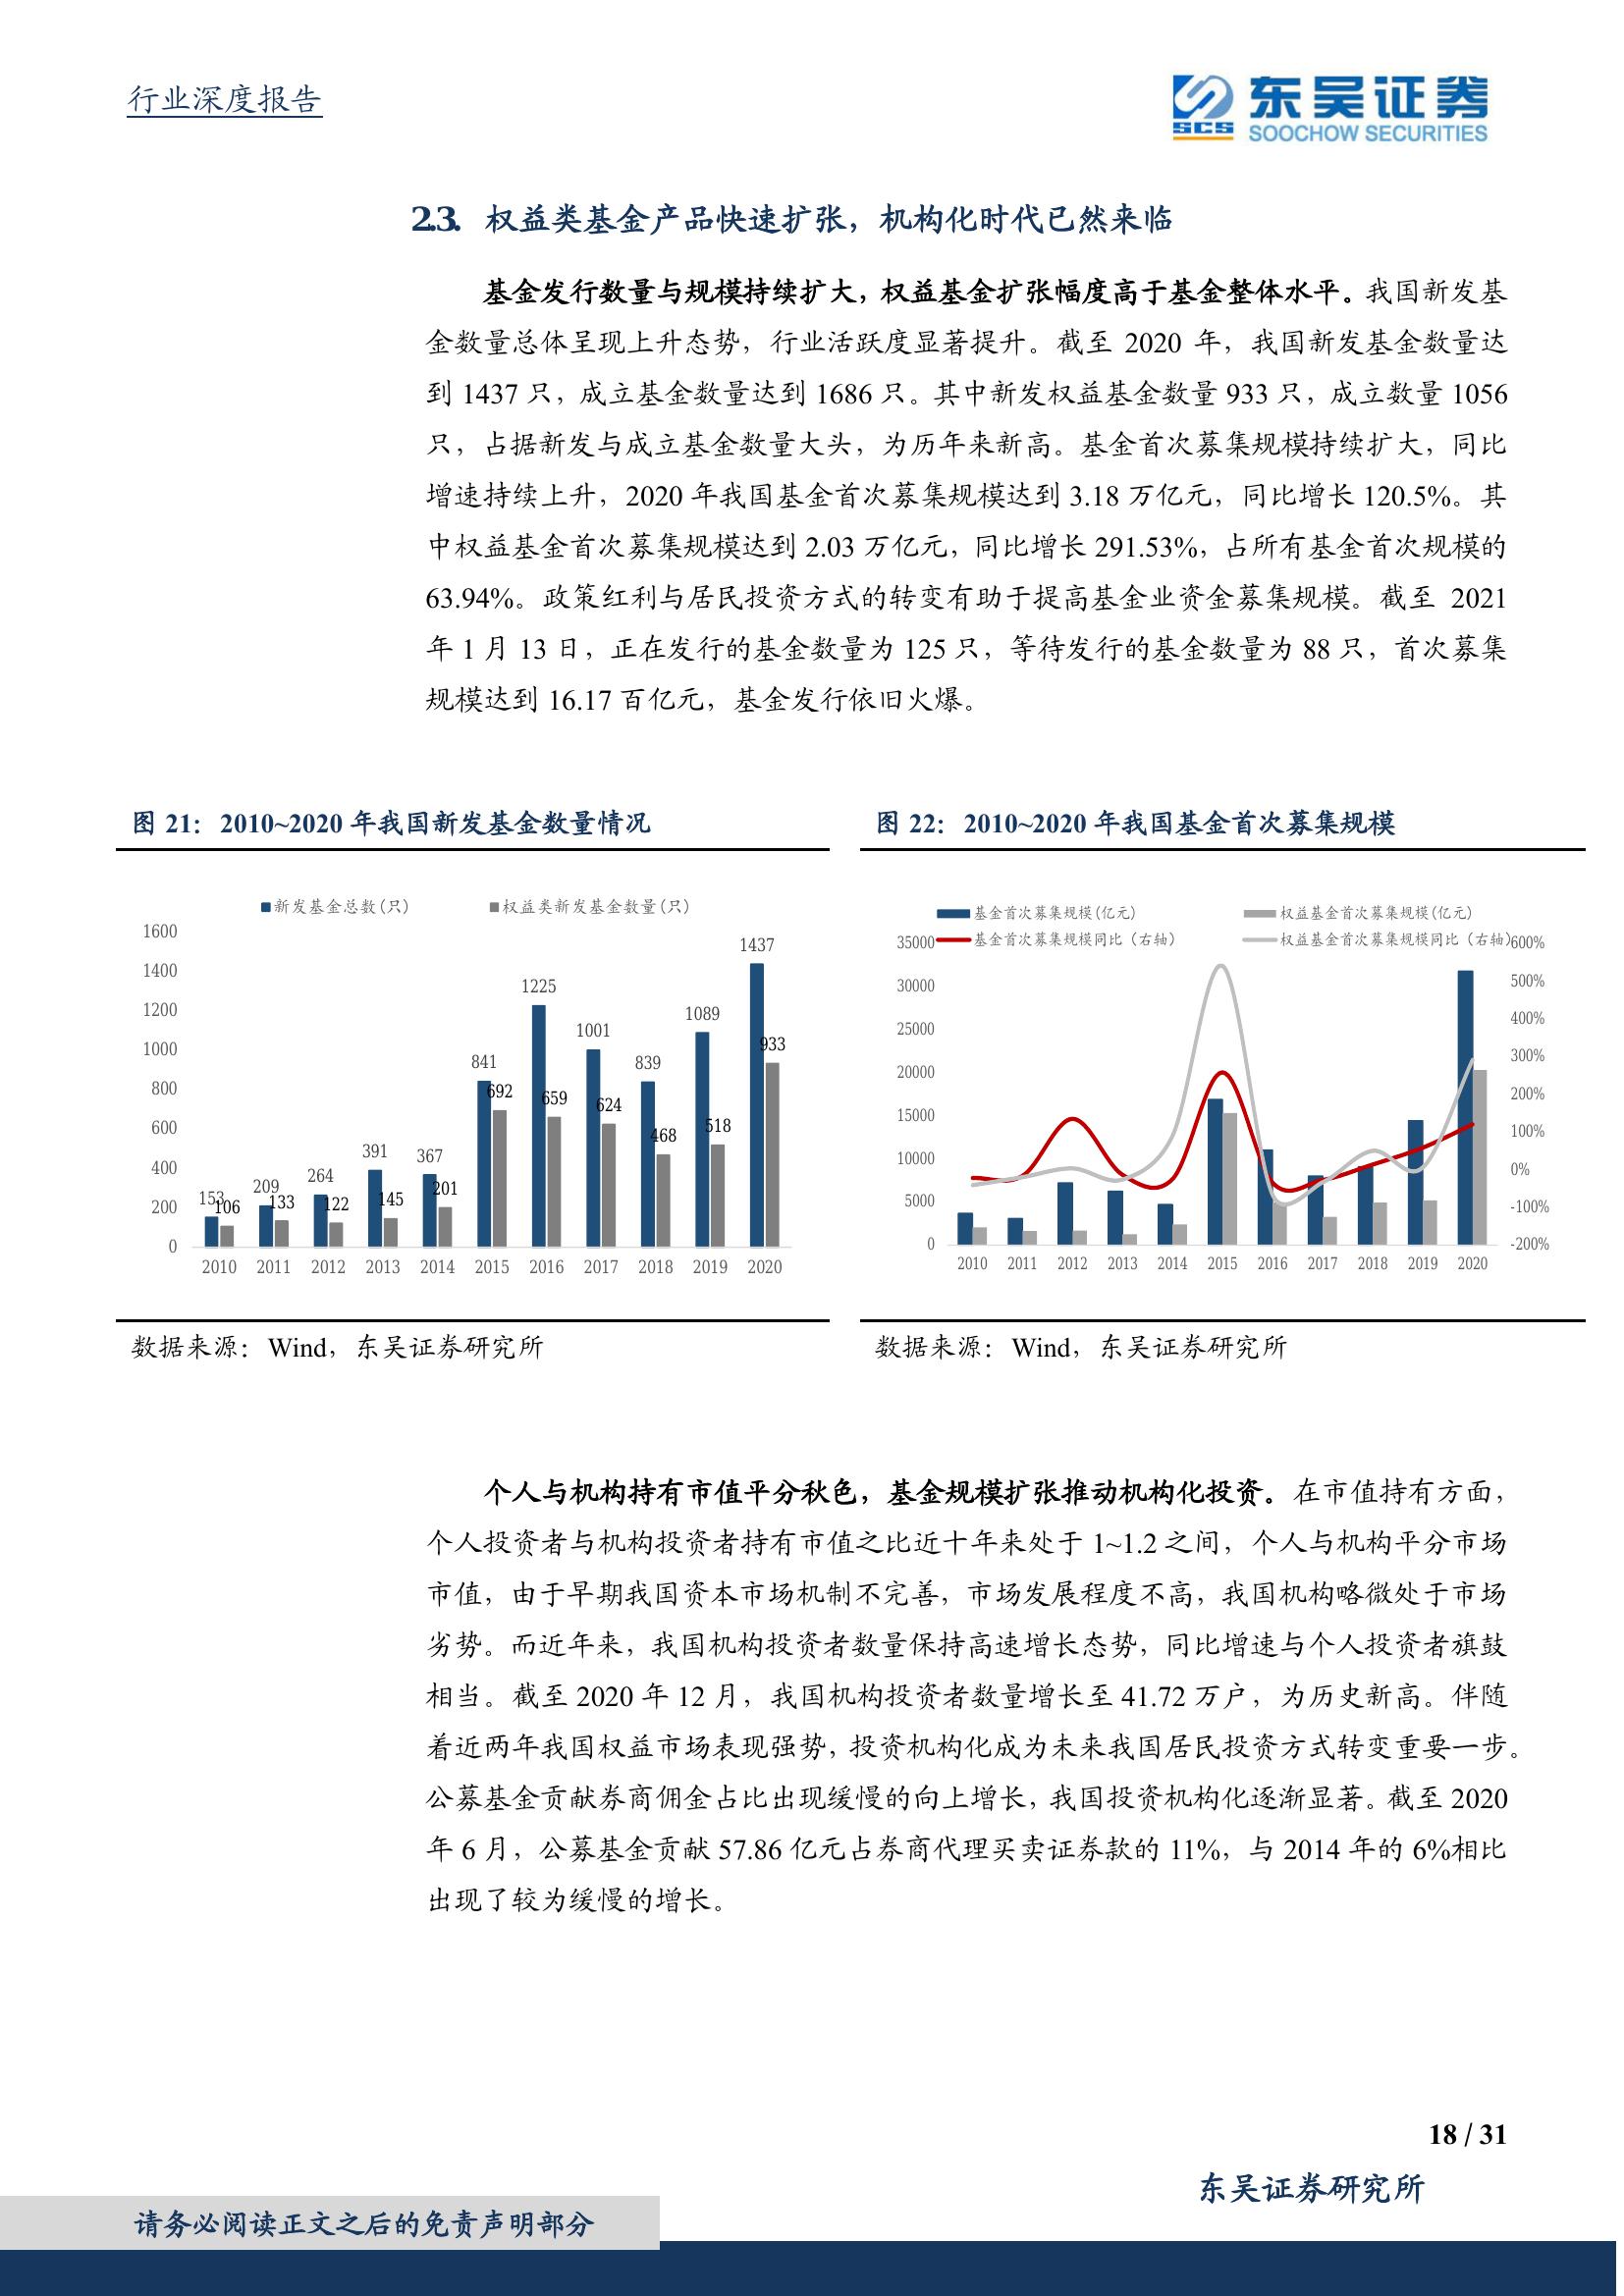 行业深度报告
东吴证券
SCS
SOOCHOW SECURITIES
2.3. 权益类基金产品快速扩张，机构化时代已然来临
基金发行数量与规模持续扩大，权益基金扩张幅度高于基金整体水平。我国新发基
金数量总体呈现上升态势，行业活跃度显著提升。截至 2020 年，我国新发基金数量达
到 1437 只，成立基金数量达到 1686 只。其中新发权益基金数量 933 只，成立数量 1056
只，占据新发与成立基金数量大头，为历年来新高。基金首次募集规模持续扩大，同比
增速持续上升，2020 年我国基金首次募集规模达到 3.18 万亿元，同比增长 120.5%。其
中权益基金首次募集规模达到 2.03 万亿元，同比增长 291.53%，占所有基金首次规模的
63.94%。政策红利与居民投资方式的转变有助于提高基金业资金募集规模。截至 2021
年 1 月 13 日，正在发行的基金数量为 125 只，等待发行的基金数量为 88 只，首次募集
规模达到 16.17 百亿元，基金发行依旧火爆。
图 21：2010~2020 年我国新发基金数量情况
新发基金总数(只) 权益类新发基金数量(只)
1600
1400
1200
1000
800
600
400
200
0
153 209 264 391 367 841 1225 1001 839 1089 1437
106 133 122 145 201 692 659 624 468 518 933
2010 2011 2012 2013 2014 2015 2016 2017 2018 2019 2020
数据来源：Wind，东吴证券研究所
图 22：2010~2020 年我国基金首次募集规模
基金首次募集规模(亿元) 权益基金首次募集规模(亿元)
基金首次募集规模同比（右轴） 权益基金首次募集规模同比（右轴）
35000
30000
25000
20000
15000
10000
5000
0
600%
500%
400%
300%
200%
100%
0%
-100%
-200%
2010 2011 2012 2013 2014 2015 2016 2017 2018 2019 2020
数据来源：Wind，东吴证券研究所
个人与机构持有市值平分秋色，基金规模扩张推动机构化投资。在市值持有方面，
个人投资者与机构投资者持有市值之比近十年来处于 1~1.2 之间，个人与机构平分市场
市值，由于早期我国资本市场机制不完善，市场发展程度不高，我国机构略微处于市场
劣势。而近年来，我国机构投资者数量保持高速增长态势，同比增速与个人投资者旗鼓
相当。截至 2020 年 12 月，我国机构投资者数量增长至 41.72 万户，为历史新高。伴随
着近两年我国权益市场表现强势，投资机构化成为未来我国居民投资方式转变重要一步。
公募基金贡献券商佣金占比出现缓慢的向上增长，我国投资机构化逐渐显著。截至 2020
年 6 月，公募基金贡献 57.86 亿元占券商代理买卖证券款的 11%，与 2014 年的 6%相比
出现了较为缓慢的增长。
18 / 31
东吴证券研究所
请务必阅读正文之后的免责声明部分